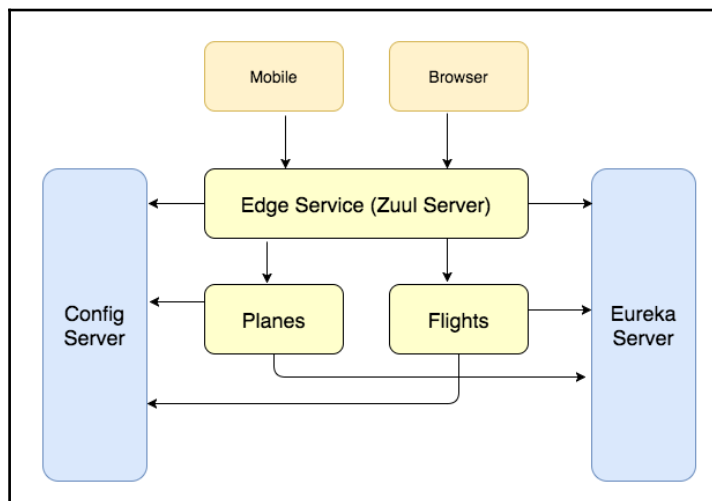 Mobile
Browser
Edge Service (Zuul Server)
Config
Server
Planes
Flights
Eureka
Server